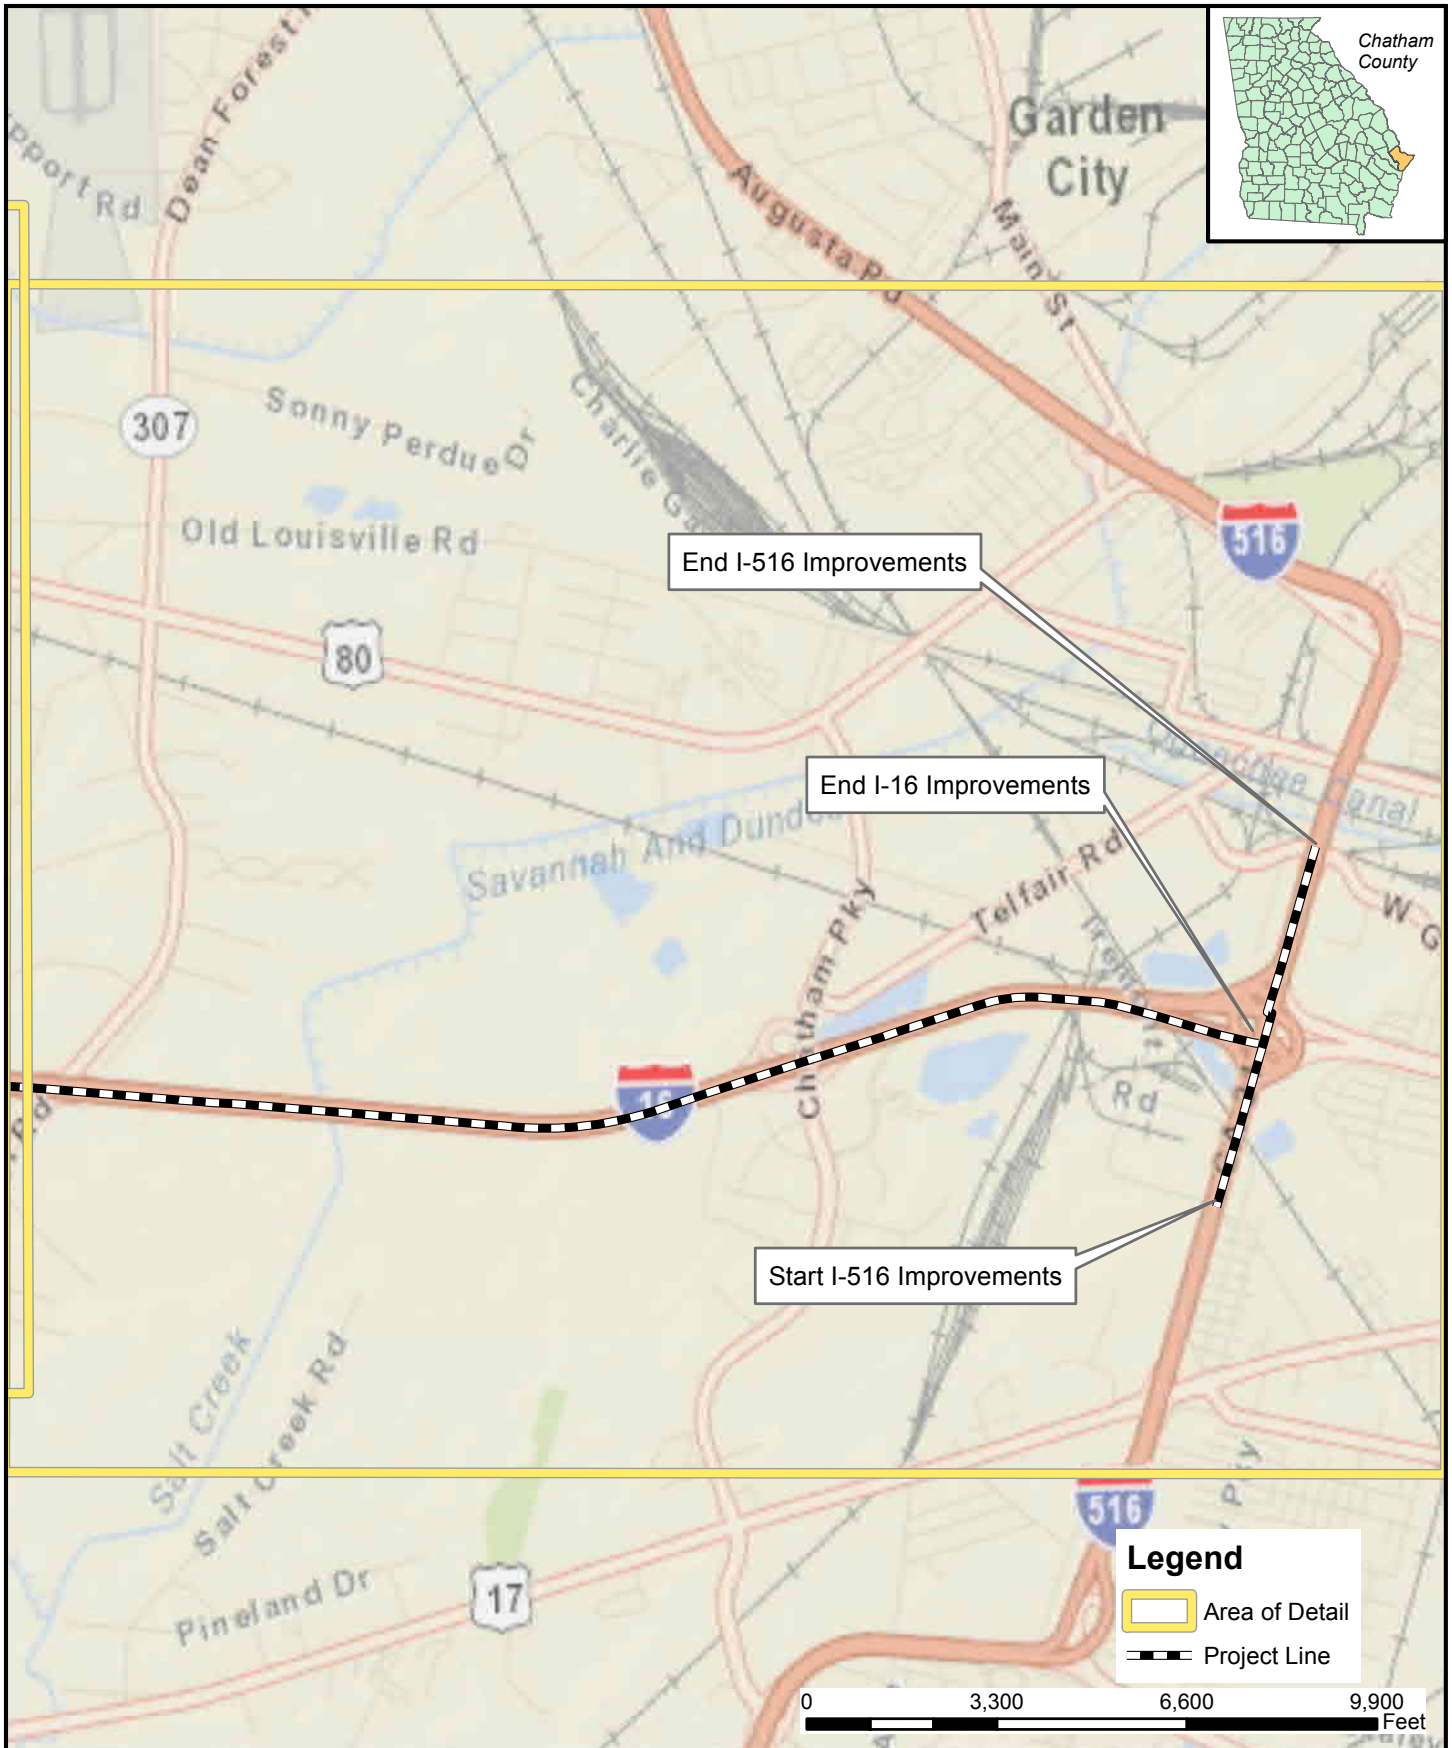 Chatham
County
Garden
City
Dean Forest
Rd
Augusta Rd
Main St
307
Sonny Perdue Dr
Charlie
Old Louisville Rd
516
End I-516 Improvements
80
End I-16 Improvements
Canal
Savannah And
Telfair Rd
Chatham Pky
W
16
Rd
Rd
Start I-516 Improvements
Salt Creek
Salt Creek Rd
516
Pineland Dr
17
Legend
Area of Detail
Project Line
0
3,300
6,600
9,900
Feet